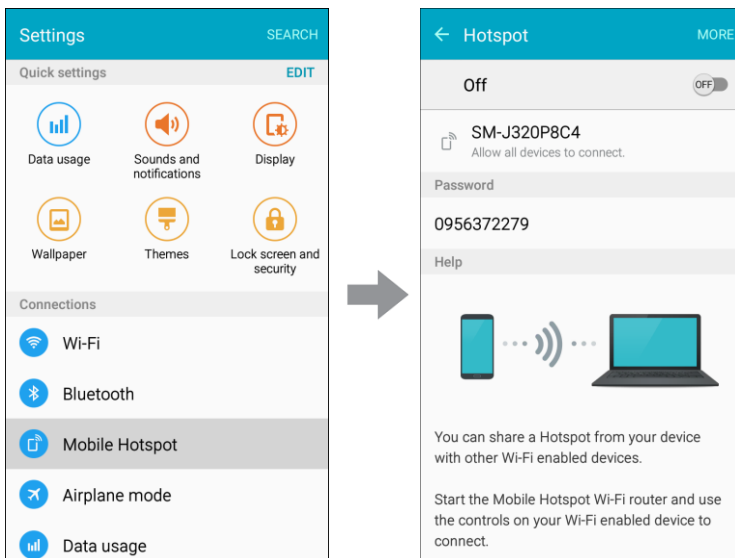 Settings
SEARCH
Quick settings
EDIT
Data usage
Sounds and
notifications
Display
Wallpaper
Themes
Lock screen and
security
Connections
Wi-Fi
Bluetooth
Mobile Hotspot
Airplane mode
Data usage
Hotspot
MORE
Off
OFF
SM-J320P8C4
Allow all devices to connect.
Password
0956372279
Help
You can share a Hotspot from your device
with other Wi-Fi enabled devices.
Start the Mobile Hotspot Wi-Fi router and use
the controls on your Wi-Fi enabled device to
connect.